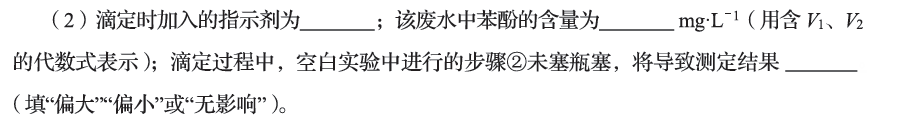 （2）滴定时加入的指示剂为_______；该废水中苯酚的含量为_______ mg·L⁻¹（用含 V₁、V₂
的代数式表示）；滴定过程中，空白实验中进行的步骤②未塞瓶塞，将导致测定结果 _______
（填“偏大”“偏小”或“无影响”）。